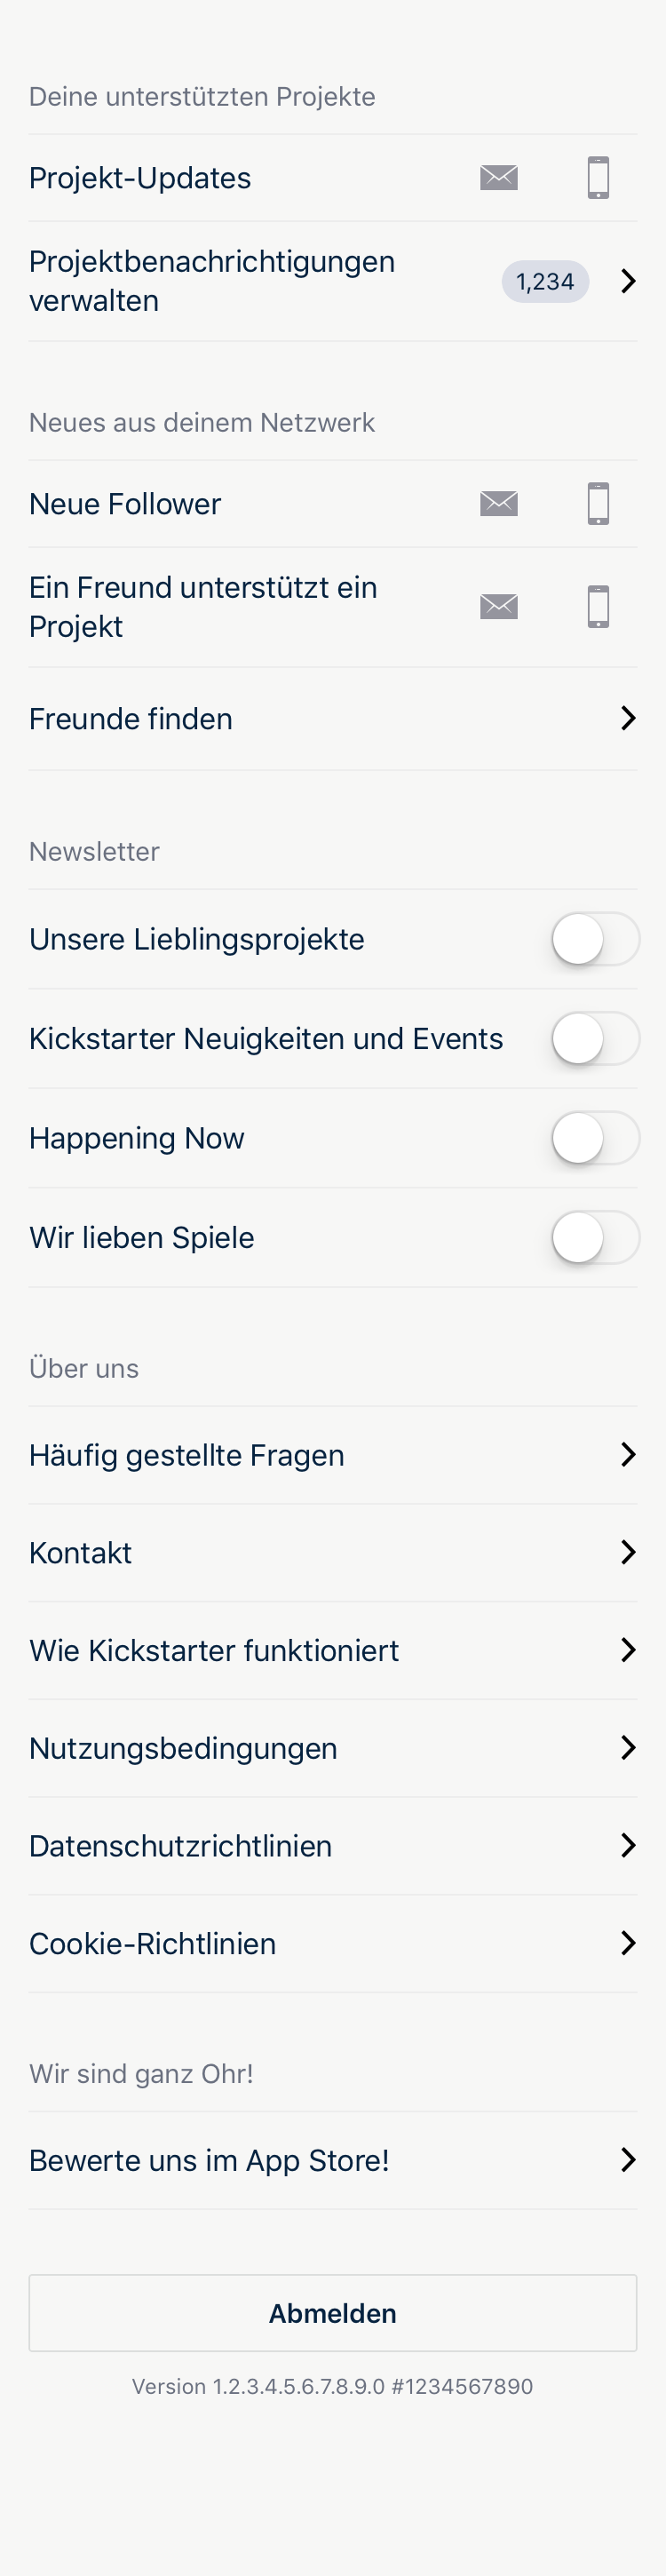 Deine unterstützten Projekte
Projekt-Updates
Projektbenachrichtigungen
verwalten
1,234
Neues aus deinem Netzwerk
Neue Follower
Ein Freund unterstützt ein
Projekt
Freunde finden
Newsletter
Unsere Lieblingsprojekte
Kickstarter Neuigkeiten und Events
Happening Now
Wir lieben Spiele
Über uns
Häufig gestellte Fragen
Kontakt
Wie Kickstarter funktioniert
Nutzungsbedingungen
Datenschutzrichtlinien
Cookie-Richtlinien
Wir sind ganz Ohr!
Bewerte uns im App Store!
Abmelden
Version 1.2.3.4.5.6.7.8.9.0 #1234567890